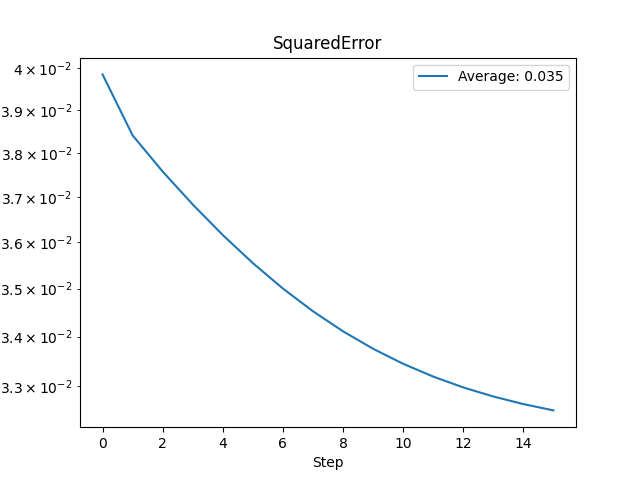 SquaredError
Average: 0.035
4 × 10⁻²
3.9 × 10⁻²
3.8 × 10⁻²
3.7 × 10⁻²
3.6 × 10⁻²
3.5 × 10⁻²
3.4 × 10⁻²
3.3 × 10⁻²
0 2 4 6 8 10 12 14
Step